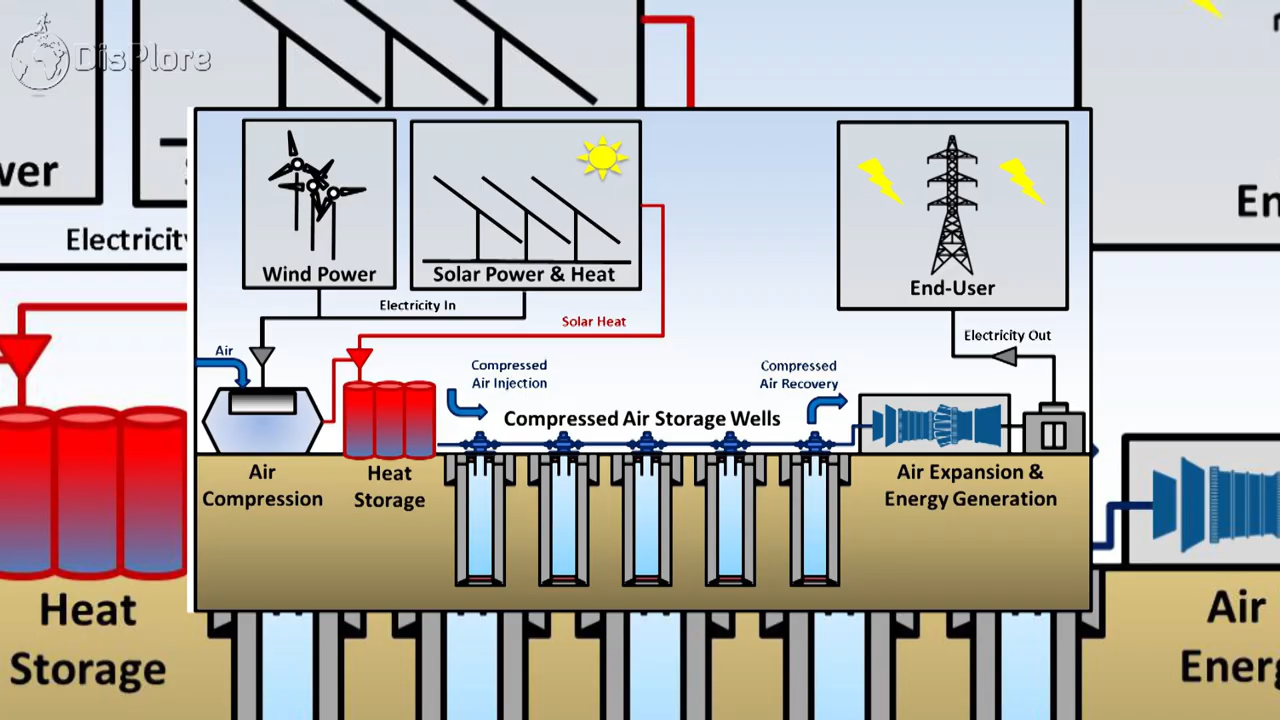 DisPlore
wer
Electricity
Heat
Storage
En
Air
Energ
Wind Power
Solar Power & Heat
End-User
Electricity In
Solar Heat
Electricity Out
Air
Compressed
Air Injection
Compressed
Air Recovery
Compressed Air Storage Wells
Air
Compression
Heat
Storage
Air Expansion &
Energy Generation